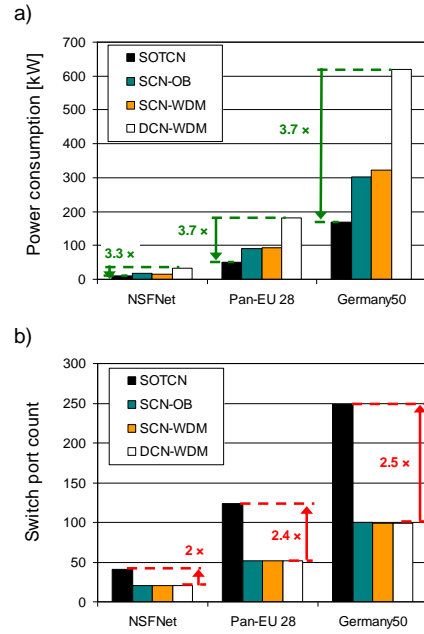 a)
Power consumption [kW]
700
600
500
400
300
200
100
0
SOTCN
SCN-OB
SCN-WDM
DCN-WDM
3.3 ×
3.7 ×
3.7 ×
NSFNet
Pan-EU 28
Germany50
b)
Switch port count
300
250
200
150
100
50
0
SOTCN
SCN-OB
SCN-WDM
DCN-WDM
2 ×
2.4 ×
2.5 ×
NSFNet
Pan-EU 28
Germany50